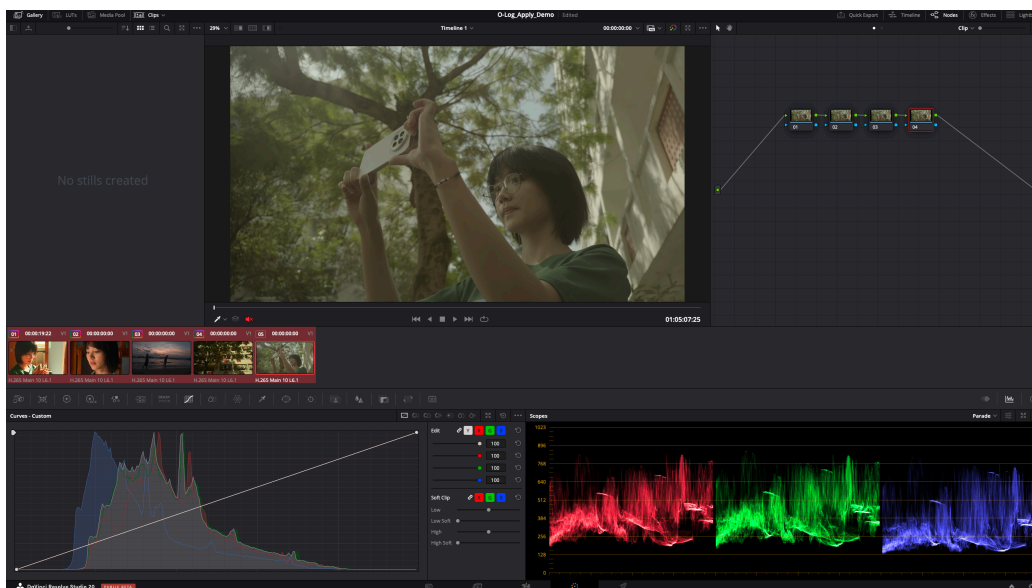 Gallery LUTs Media Pool Clips O-Log_Apply_Demo Edited Quick Export Timeline Nodes Effects
29% Timeline 1 00:00:00:00 Clip
No stills created
01 02 03 04
01:05:07:25
01 00:00:19:22 V1 02 00:00:00:00 V1 03 00:00:00:00 V1 04 00:00:00:00 V1 05 00:00:00:00 V1
H.265 Main 10 L6.1 H.265 Main 10 L6.1 H.265 Main 10 L6.1 H.265 Main 10 L6.1 H.265 Main 10 L6.1
Curves - Custom
Edit Y R G B
100
100
100
100
Soft Clip R G B
Low
Low Soft
High
High Soft
Scopes Parade
1023
896
768
640
512
384
256
128
0
DaVinci Resolve Studio 20 PUBLIC BETA